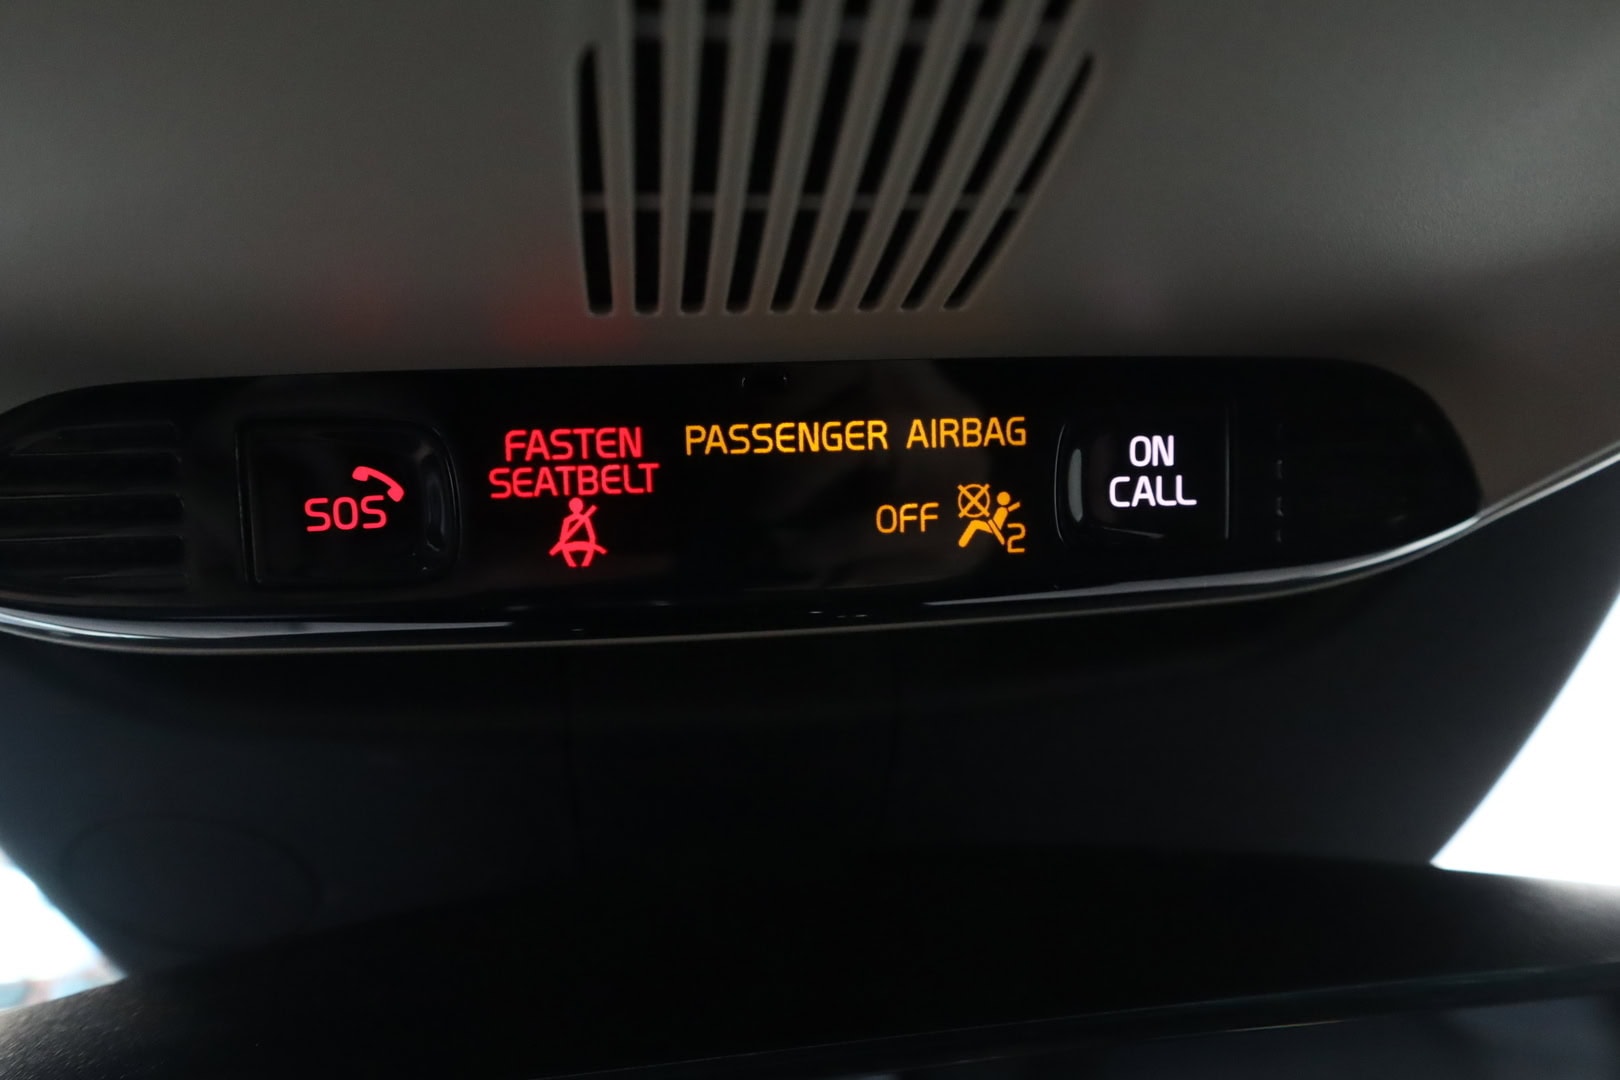 SOS
FASTEN
SEATBELT
PASSENGER AIRBAG
OFF
2
ON
CALL